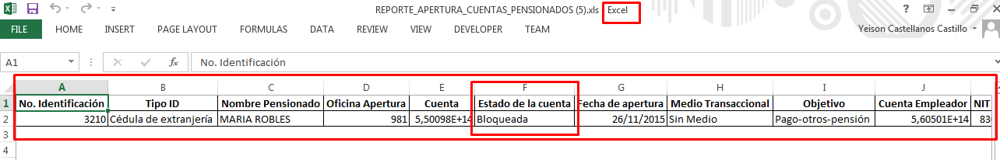 REPORTE_APERTURA_CUENTAS_PENSIONADOS (5).xls - Excel
FILE HOME INSERT PAGE LAYOUT FORMULAS DATA REVIEW VIEW DEVELOPER TEAM Yeison Castellanos Castillo
A1 fx No. Identificación
A B C D E F G H I J
1 No. Identificación Tipo ID Nombre Pensionado Oficina Apertura Cuenta Estado de la cuenta Fecha de apertura Medio Transaccional Objetivo Cuenta Empleador NIT
2 3210 Cédula de extranjería MARIA ROBLES 981 5,50098E+14 Bloqueada 26/11/2015 Sin Medio Pago-otros-pensión 5,60501E+14 830
3
4